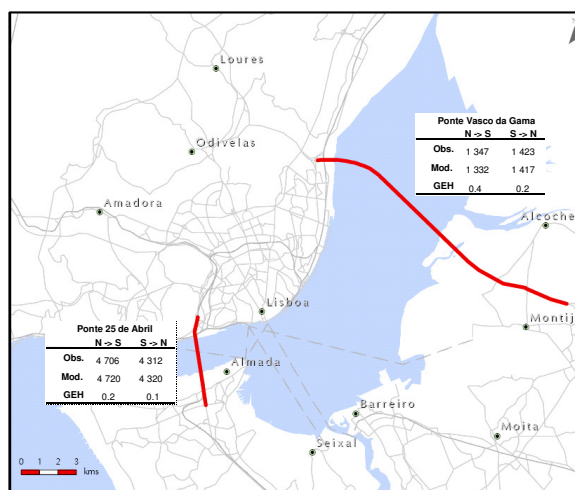 Loures
Ponte Vasco da Gama
N -> S S -> N
Obs. 1 347 1 423
Mod. 1 332 1 417
GEH 0.4 0.2
Odivelas
Amadora
Alcoche
Lisboa
Montij
Ponte 25 de Abril
N -> S S -> N
Obs. 4 706 4 312
Mod. 4 720 4 320
GEH 0.2 0.1
Almada
Barreiro
Moita
Seixal
0 1 2 3
kms